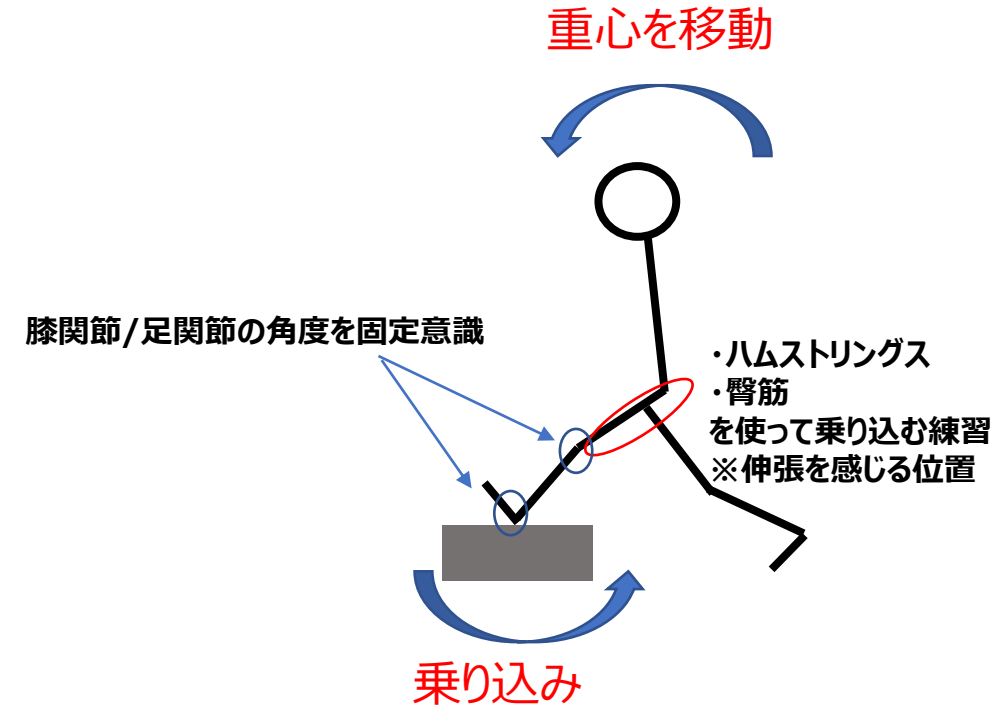 重心を移動
膝関節/足関節の角度を固定意識
・ハムストリングス
・臀筋
を使って乗り込む練習
※伸張を感じる位置
乗り込み